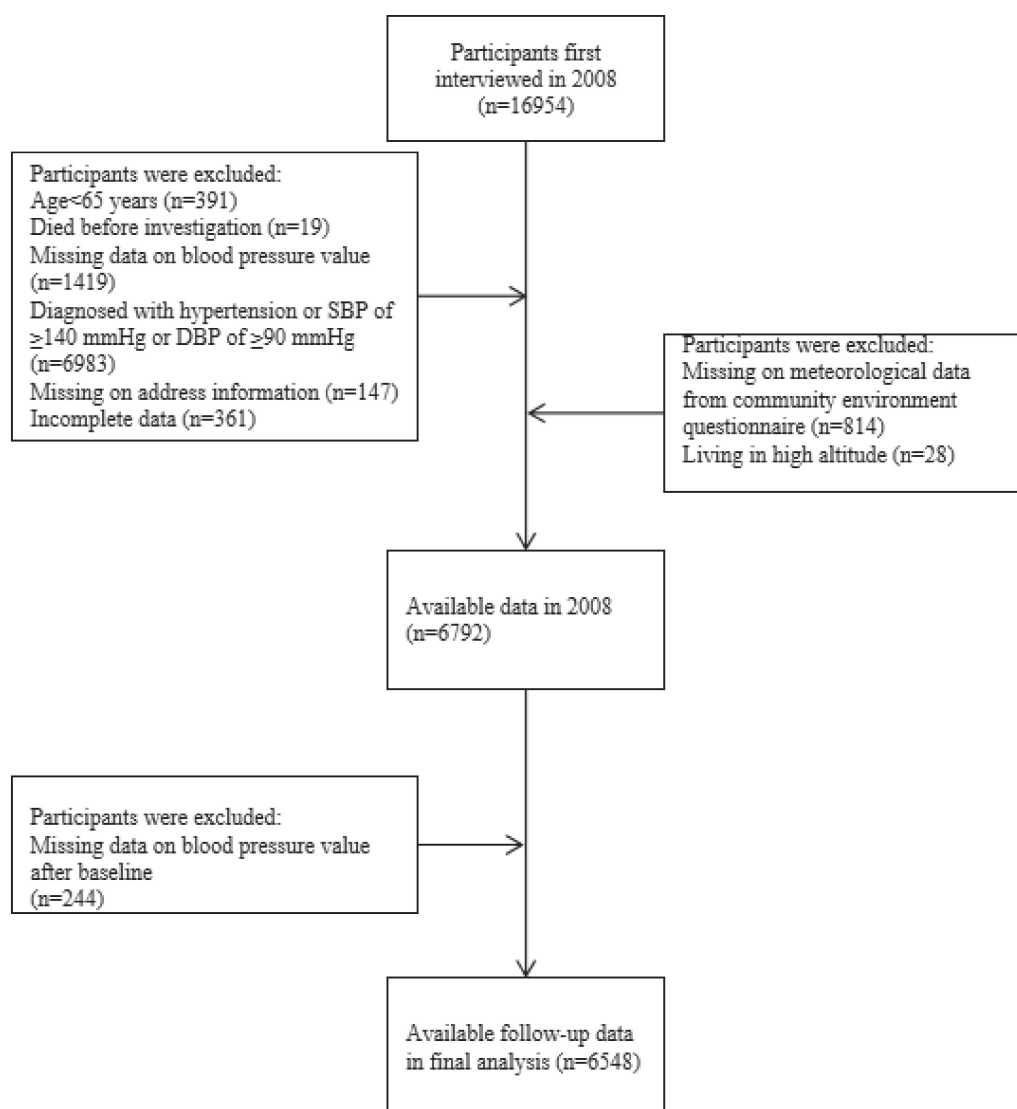 Participants first
interviewed in 2008
(n=16954)
Participants were excluded:
Age<65 years (n=391)
Died before investigation (n=19)
Missing data on blood pressure value
(n=1419)
Diagnosed with hypertension or SBP of
≥140 mmHg or DBP of ≥90 mmHg
(n=6983)
Missing on address information (n=147)
Incomplete data (n=361)
Participants were excluded:
Missing on meteorological data
from community environment
questionnaire (n=814)
Living in high altitude (n=28)
Available data in 2008
(n=6792)
Participants were excluded:
Missing data on blood pressure value
after baseline
(n=244)
Available follow-up data
in final analysis (n=6548)